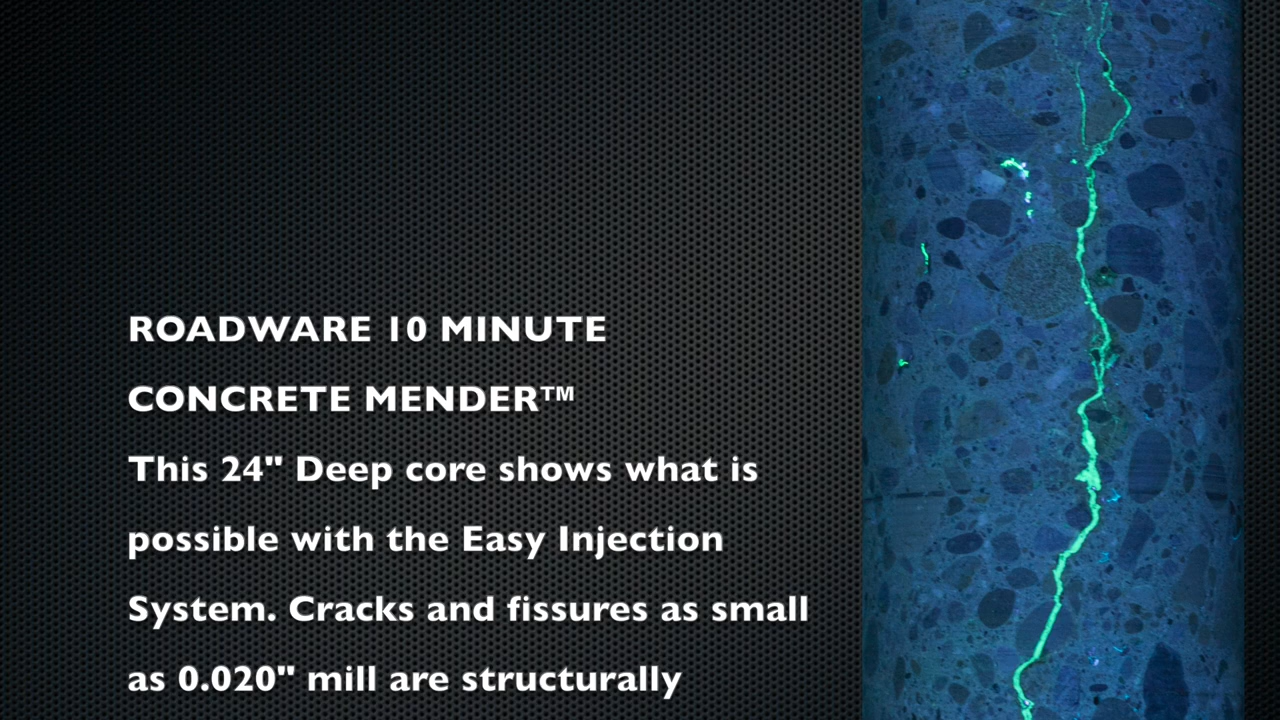 ROADWARE 10 MINUTE
CONCRETE MENDER™
This 24" Deep core shows what is
possible with the Easy Injection
System. Cracks and fissures as small
as 0.020" mill are structurally